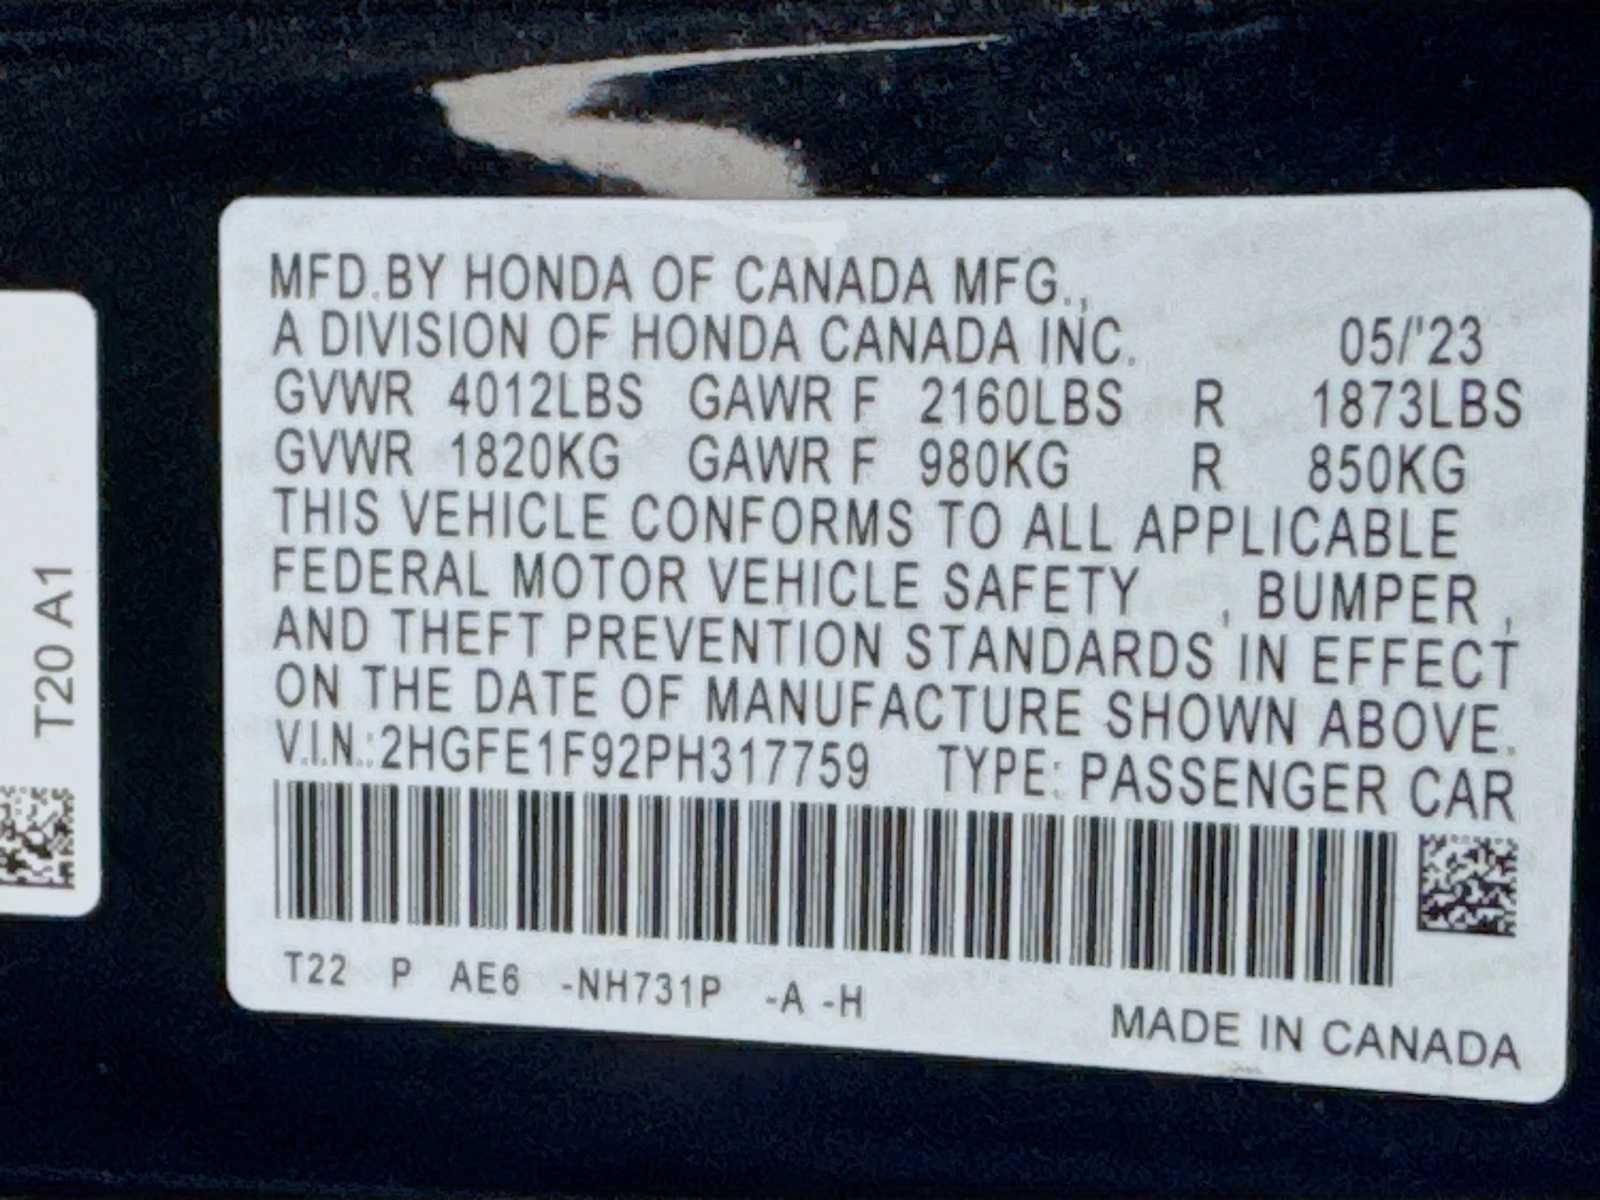 MFD.BY HONDA OF CANADA MFG.,
A DIVISION OF HONDA CANADA INC. 05/'23
GVWR 4012LBS GAWR F 2160LBS R 1873LBS
GVWR 1820KG GAWR F 980KG R 850KG
THIS VEHICLE CONFORMS TO ALL APPLICABLE
FEDERAL MOTOR VEHICLE SAFETY , BUMPER ,
AND THEFT PREVENTION STANDARDS IN EFFECT
ON THE DATE OF MANUFACTURE SHOWN ABOVE.
V.I.N.:2HGFE1F92PH317759 TYPE: PASSENGER CAR
T22 P AE6 -NH731P -A -H
MADE IN CANADA
T20 A1